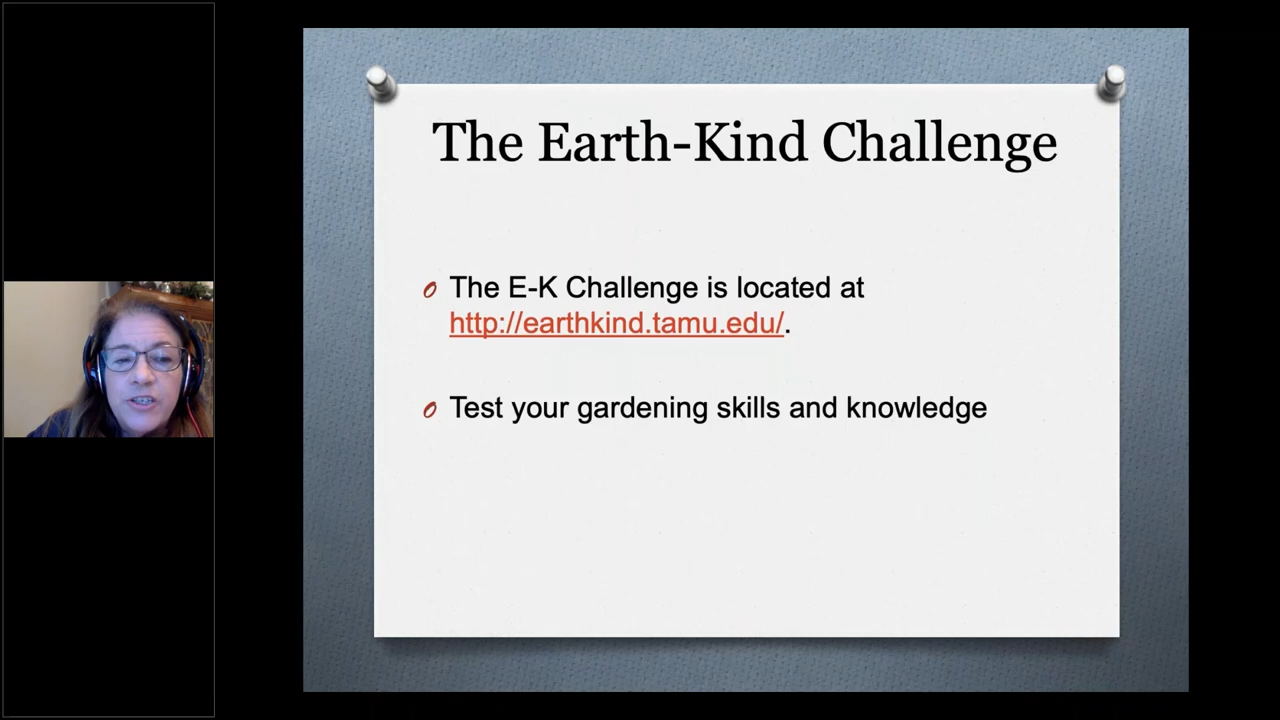 The Earth-Kind Challenge
The E-K Challenge is located at
http://earthkind.tamu.edu/.
Test your gardening skills and knowledge